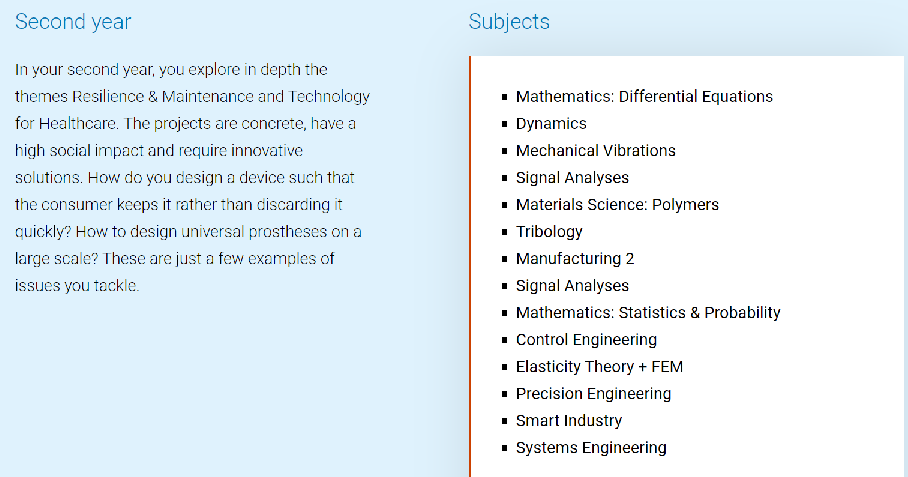 Second year
In your second year, you explore in depth the
themes Resilience & Maintenance and Technology
for Healthcare. The projects are concrete, have a
high social impact and require innovative
solutions. How do you design a device such that
the consumer keeps it rather than discarding it
quickly? How to design universal prostheses on a
large scale? These are just a few examples of
issues you tackle.
Subjects
Mathematics: Differential Equations
Dynamics
Mechanical Vibrations
Signal Analyses
Materials Science: Polymers
Tribology
Manufacturing 2
Signal Analyses
Mathematics: Statistics & Probability
Control Engineering
Elasticity Theory + FEM
Precision Engineering
Smart Industry
Systems Engineering